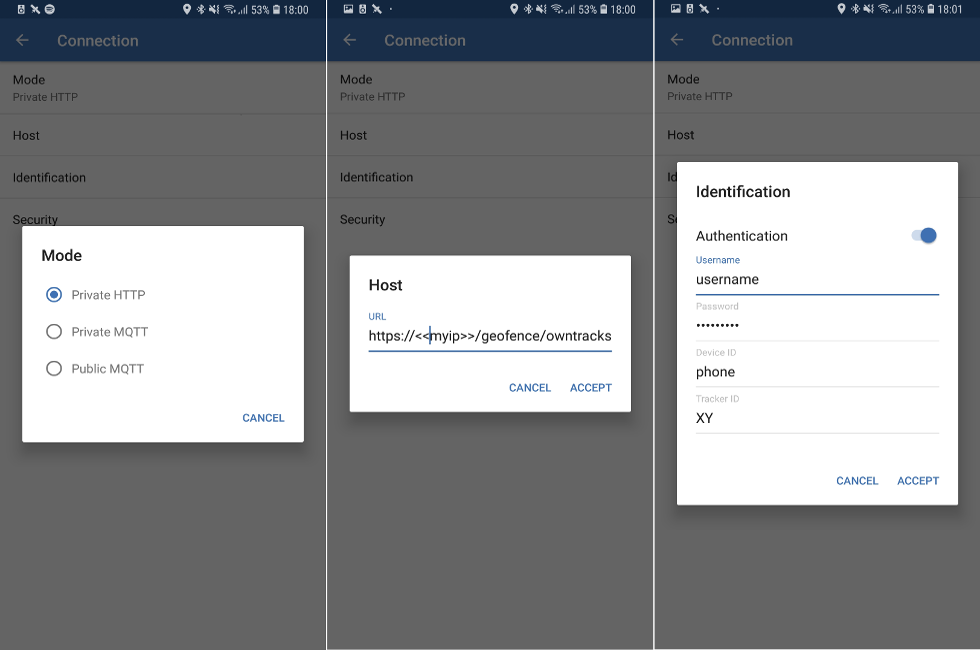 53% 18:00
Connection
Mode
Private HTTP
Host
Identification
Security
Mode
Private HTTP
Private MQTT
Public MQTT
CANCEL
53% 18:00
Connection
Mode
Private HTTP
Host
Identification
Security
Host
URL
https://<<myip>>/geofence/owntracks
CANCEL ACCEPT
53% 18:01
Connection
Mode
Private HTTP
Host
Id
Se
Identification
Authentication
Username
username
Password
•••••••••
Device ID
phone
Tracker ID
XY
CANCEL ACCEPT